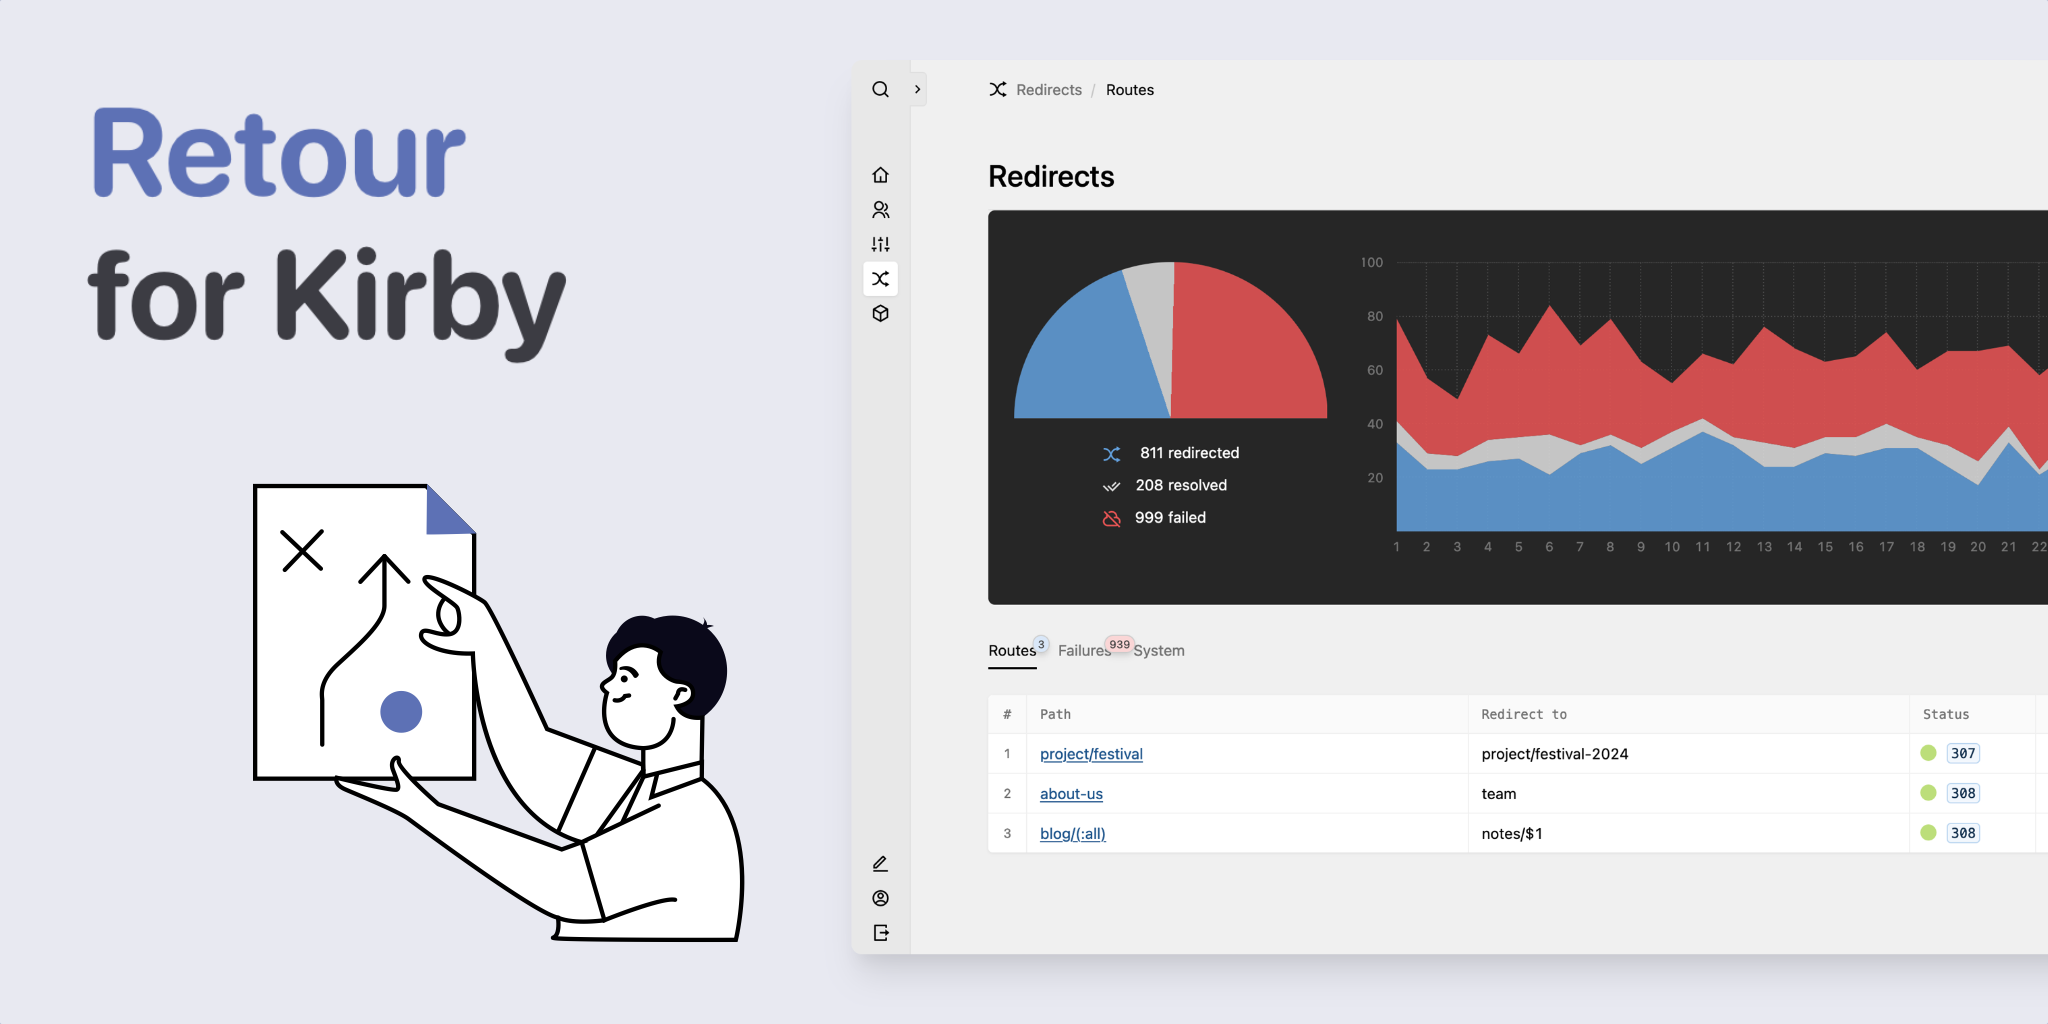 Retour
for Kirby
Redirects / Routes
Redirects
811 redirected
208 resolved
999 failed
100
80
60
40
20
1 2 3 4 5 6 7 8 9 10 11 12 13 14 15 16 17 18 19 20 21 22
Routes 3 Failures 939 System
# Path Redirect to Status
1 project/festival project/festival-2024 307
2 about-us team 308
3 blog/(:all) notes/$1 308